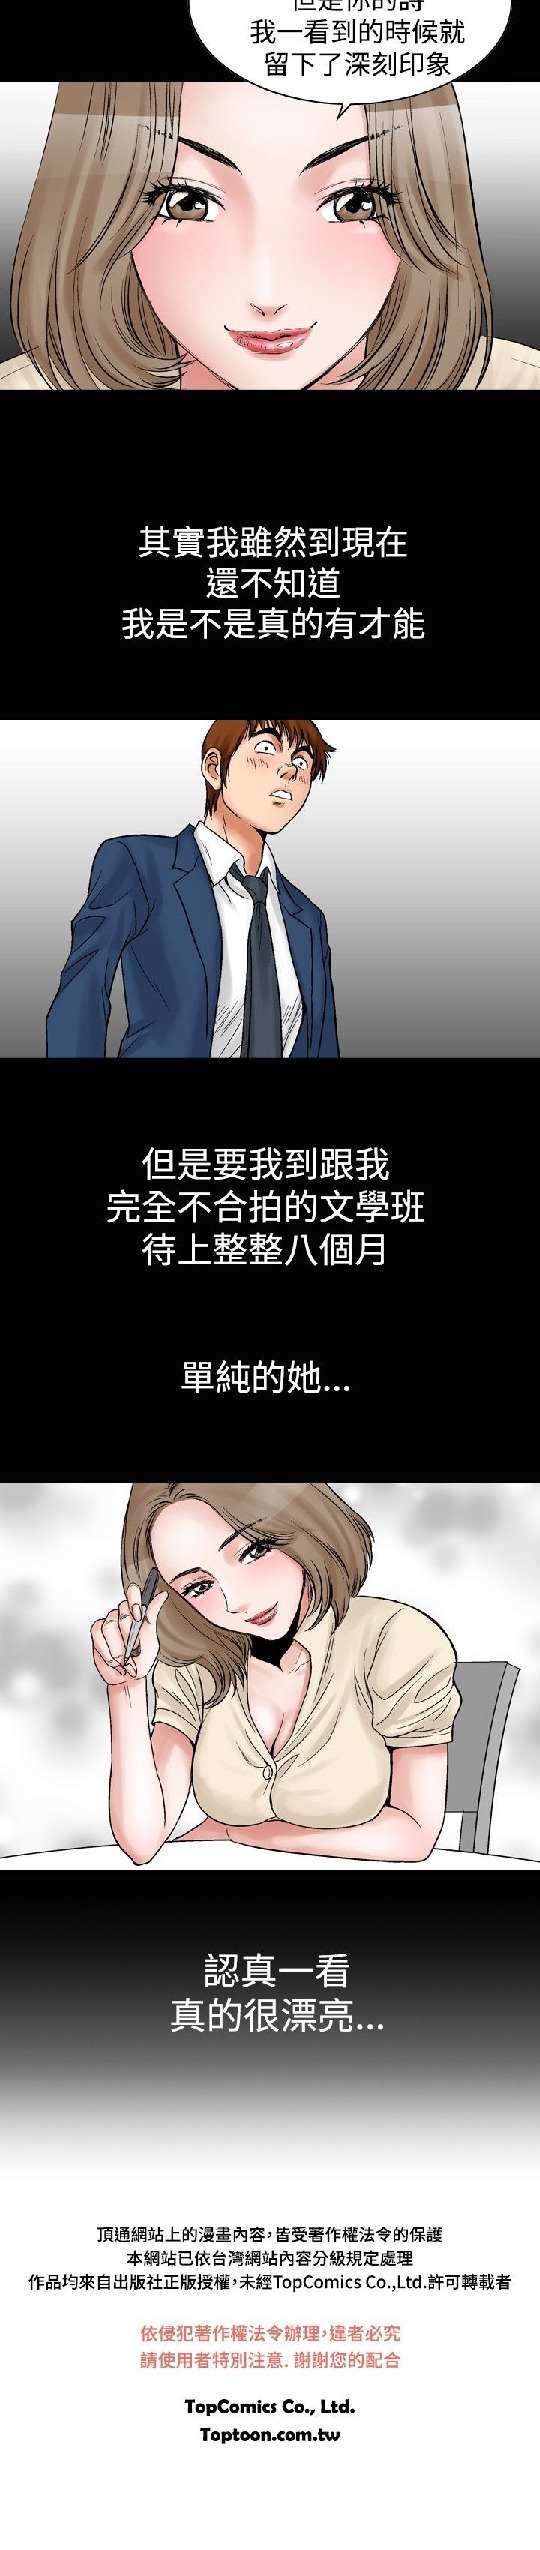 但是你的詩
我一看到的時候就
留下了深刻印象
其實我雖然到現在
還不知道
我是不是真的有才能
但是要我到跟我
完全不合拍的文學班
待上整整八個月
單純的她...
認真一看
真的很漂亮...
頂通網站上的漫畫內容，皆受著作權法令的保護
本網站已依台灣網站內容分級規定處理
作品均來自出版社正版授權，未經TopComics Co.,Ltd.許可轉載者
依侵犯著作權法令辦理，違者必究
請使用者特別注意. 謝謝您的配合
TopComics Co., Ltd.
Toptoon.com.tw